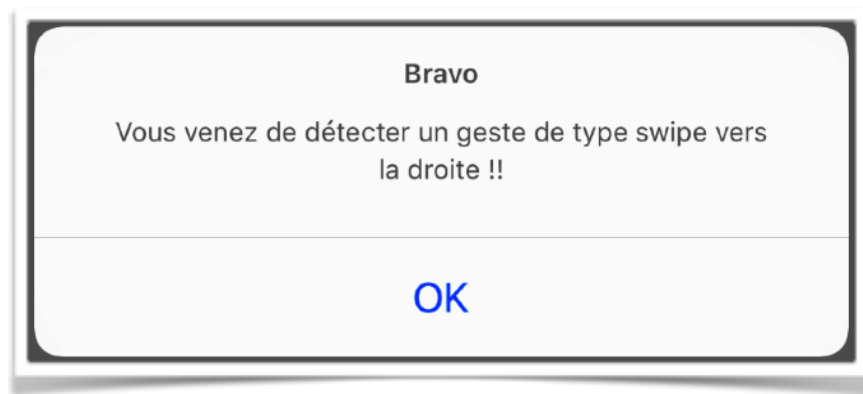 Bravo
Vous venez de détecter un geste de type swipe vers
la droite !!
OK